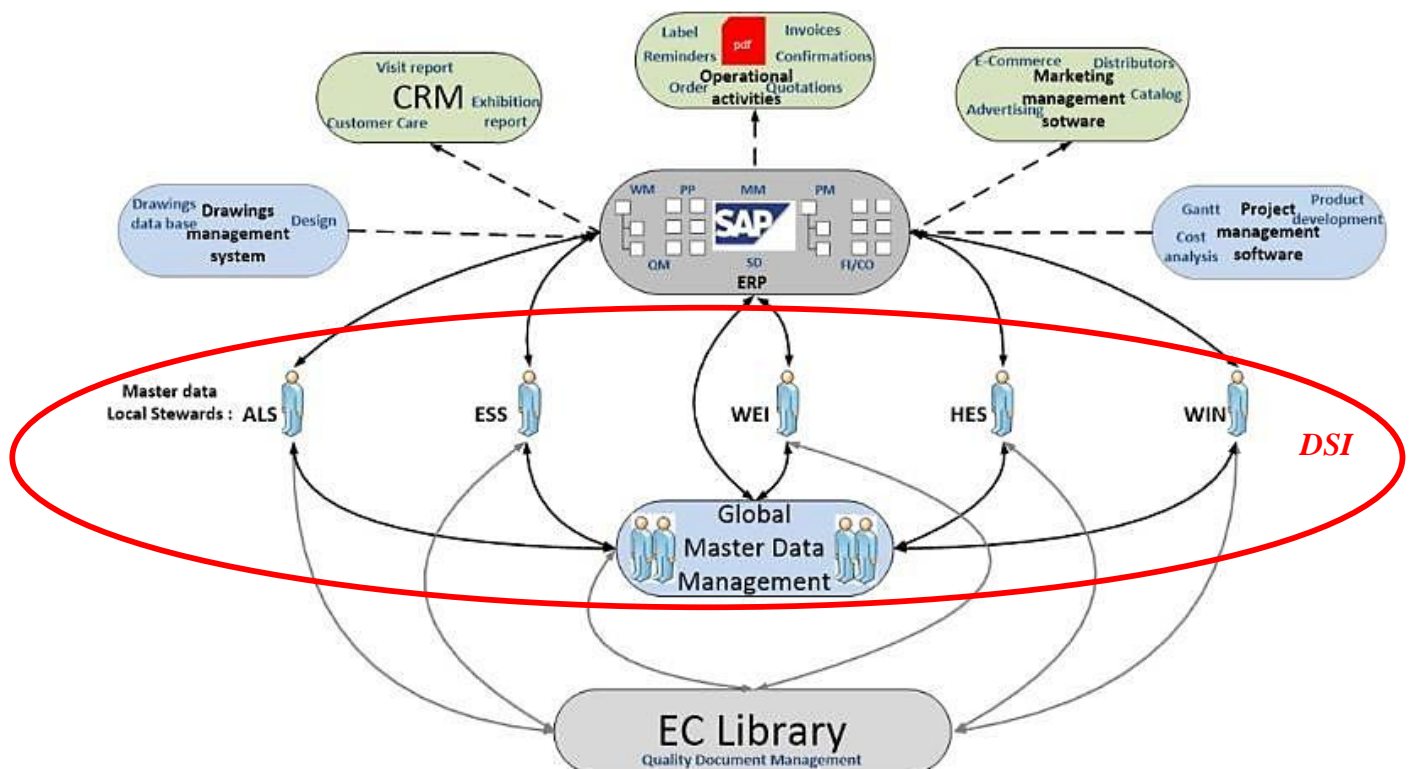 Label
pdf
Invoices
Reminders
Confirmations
Operational
Order
Quotations
activities
Visit report
CRM
Exhibition
report
Customer Care
E-Commerce
Distributors
Marketing
management
Catalog
Advertising
sotware
Drawings
data base
Drawings
management
system
Design
WM
PP
MM
PM
SAP
QM
SD
FI/CO
ERP
Gantt
Project
Product
development
management
Cost
analysis
software
Master data
Local Stewards :
ALS
ESS
WEI
HES
WIN
DSI
Global
Master Data
Management
EC Library
Quality Document Management